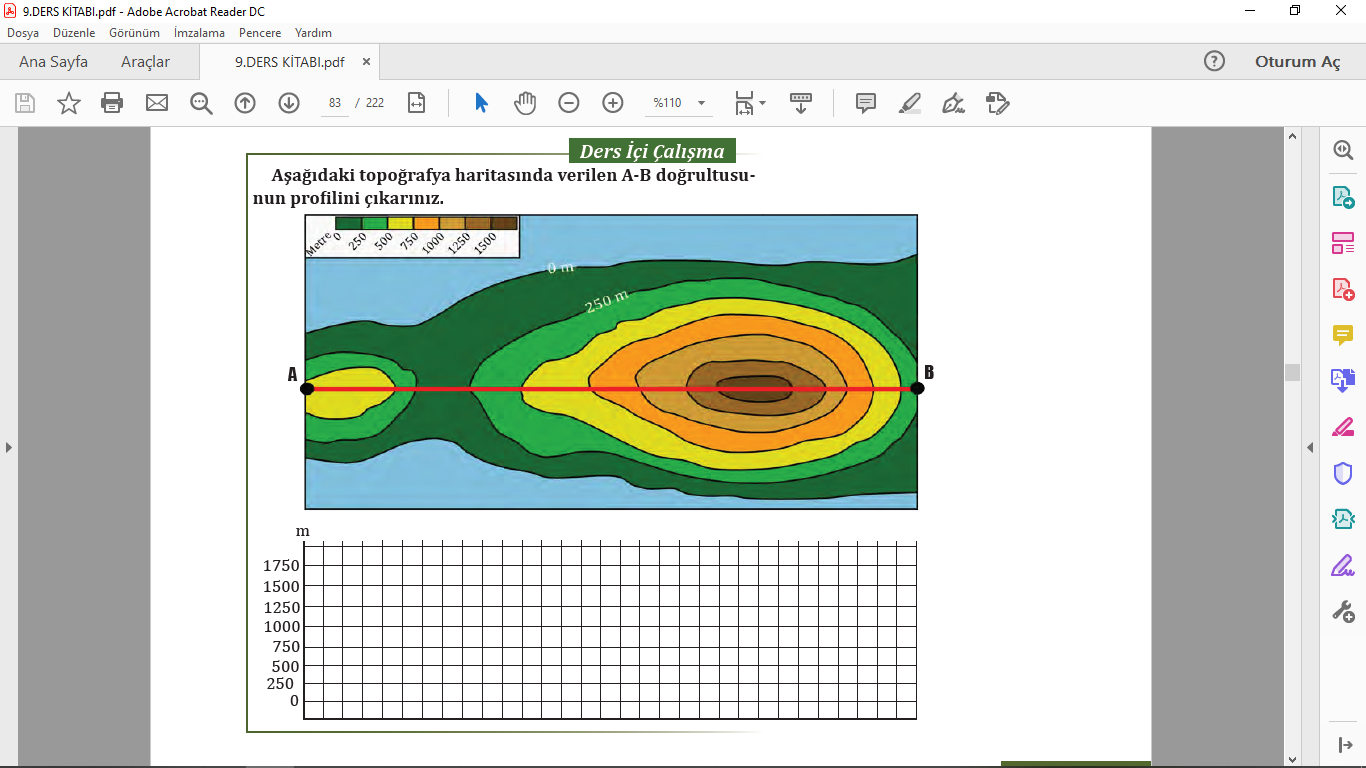 9.DERS KİTABI.pdf - Adobe Acrobat Reader DC
Dosya Düzenle Görünüm İmzalama Pencere Yardım
Ana Sayfa Araçlar 9.DERS KİTABI.pdf × ? Oturum Aç
83 / 222 %110
Ders İçi Çalışma
Aşağıdaki topoğrafya haritasında verilen A-B doğrultusu-
nun profilini çıkarınız.
Metre 0 250 500 750 1000 1250 1500
0 m
250 m
A
B
m
1750
1500
1250
1000
750
500
250
0